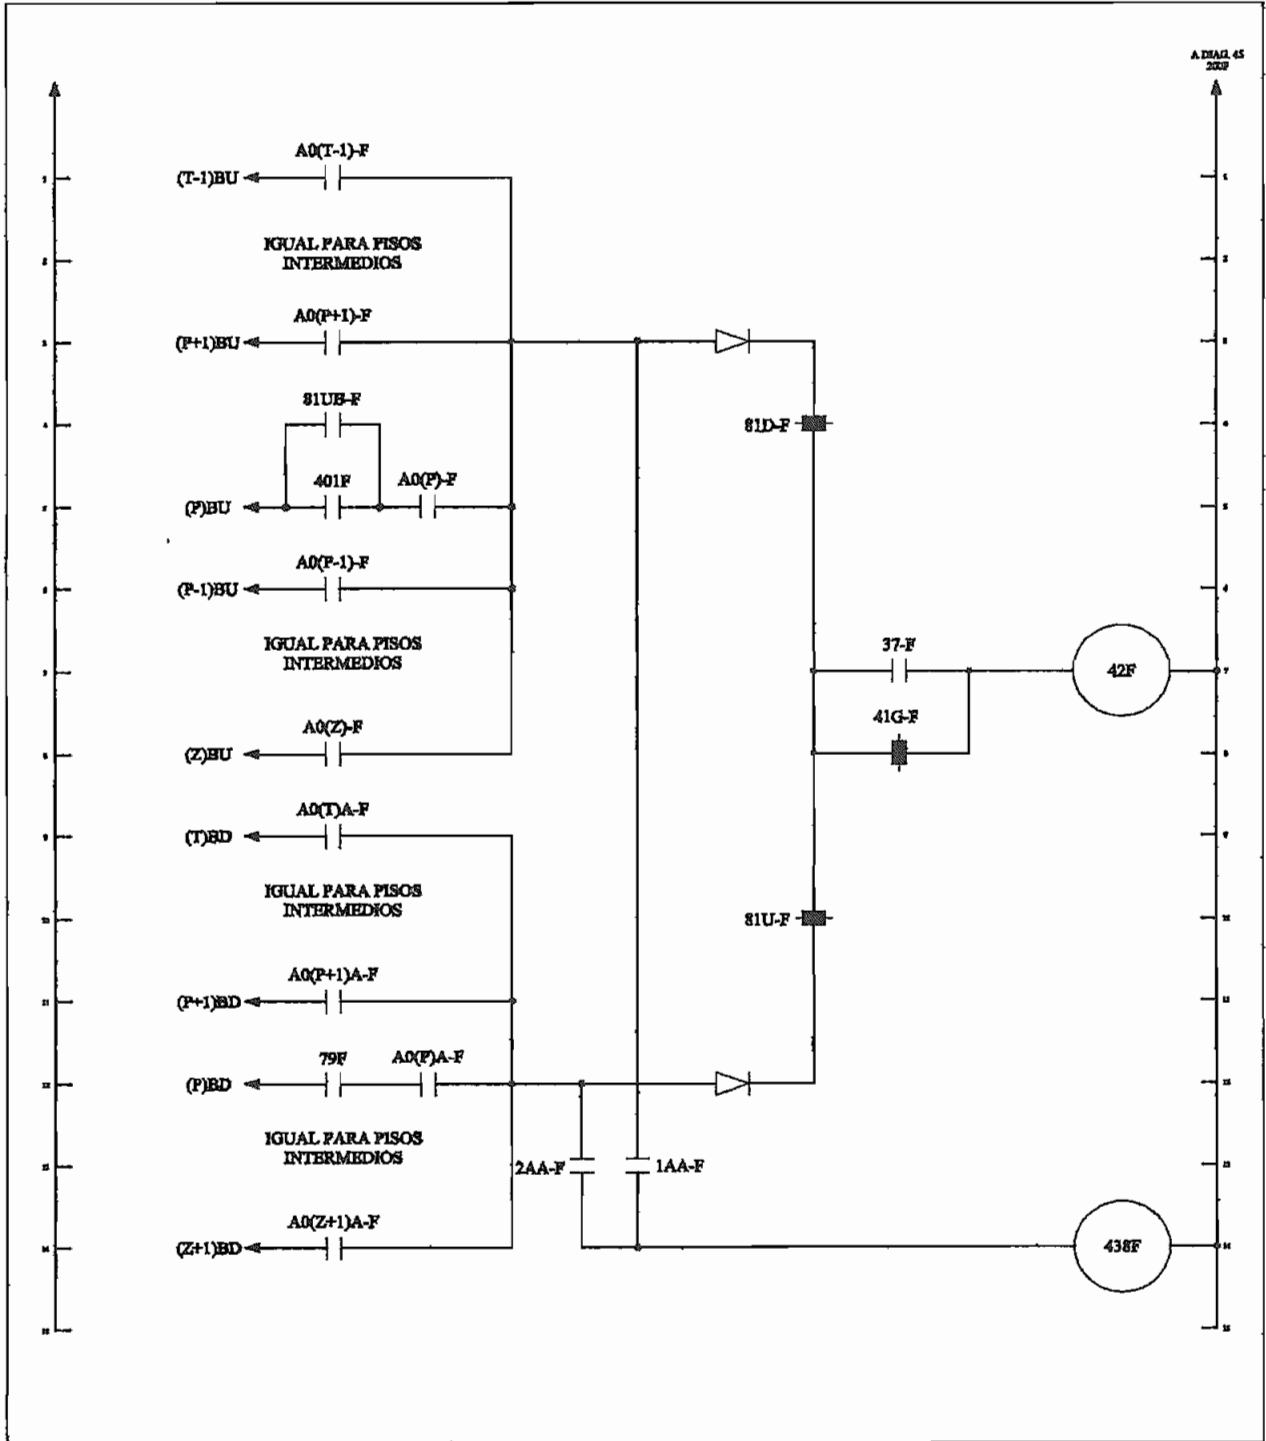 A DIAG. 45
200F
A0(T-1)-F
(T-1)BU
IGUAL PARA PISOS
INTERMEDIOS
A0(P+1)-F
(P+1)BU
81UB-F
81D-F
401F
A0(P)-F
(P)BU
A0(P-1)-F
(P-1)BU
IGUAL PARA PISOS
INTERMEDIOS
37-F
42F
41G-F
A0(Z)-F
(Z)BU
A0(T)A-F
(T)BD
IGUAL PARA PISOS
INTERMEDIOS
81U-F
A0(P+1)A-F
(P+1)BD
79F
A0(P)A-F
(P)BD
IGUAL PARA PISOS
INTERMEDIOS
2AA-F
1AA-F
A0(Z+1)A-F
(Z+1)BD
438F